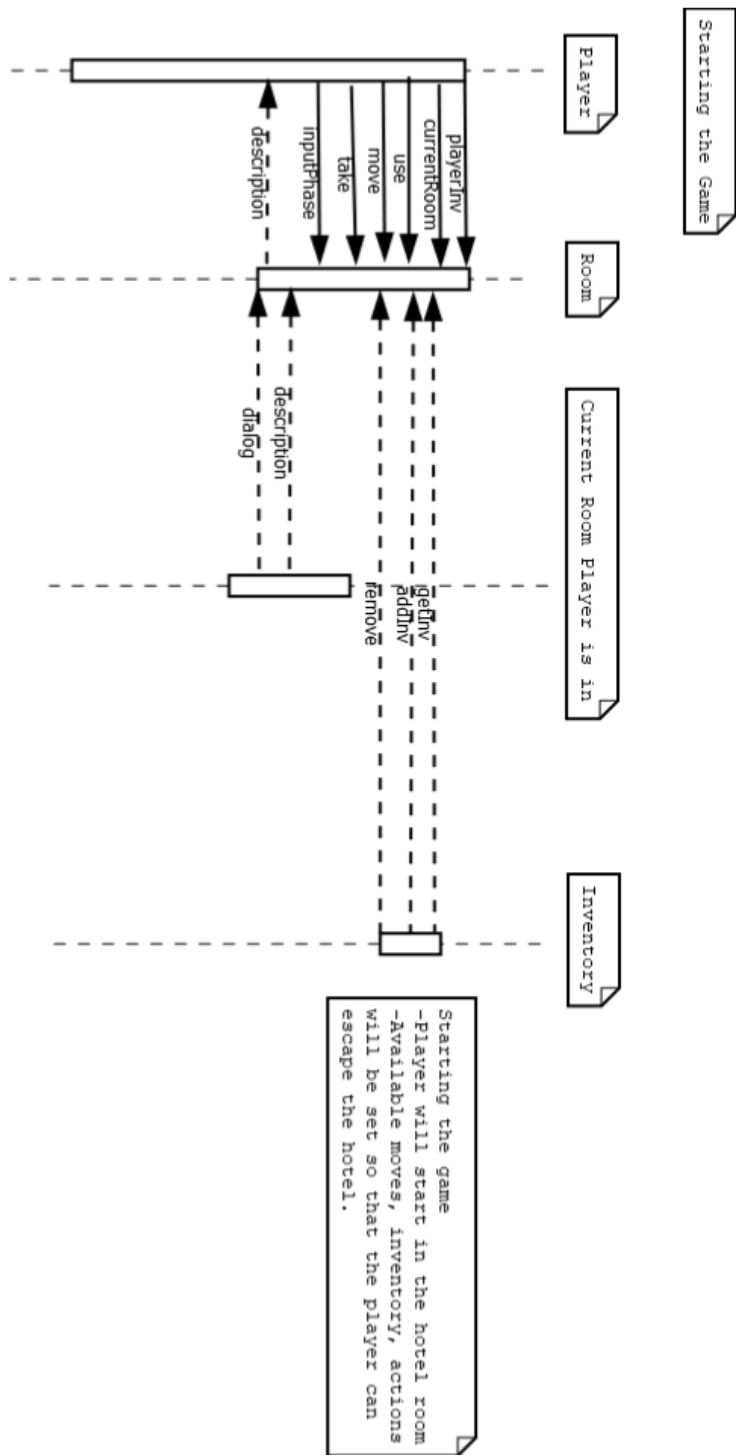 Starting the Game
Player
Room
Current Room Player is in
Inventory
playerInv
currentRoom
use
move
take
inputPhase
description
getInv
addInv
remove
description
dialog
Starting the game
-Player will start in the hotel room
-Available moves, inventory, actions
will be set so that the player can
escape the hotel.